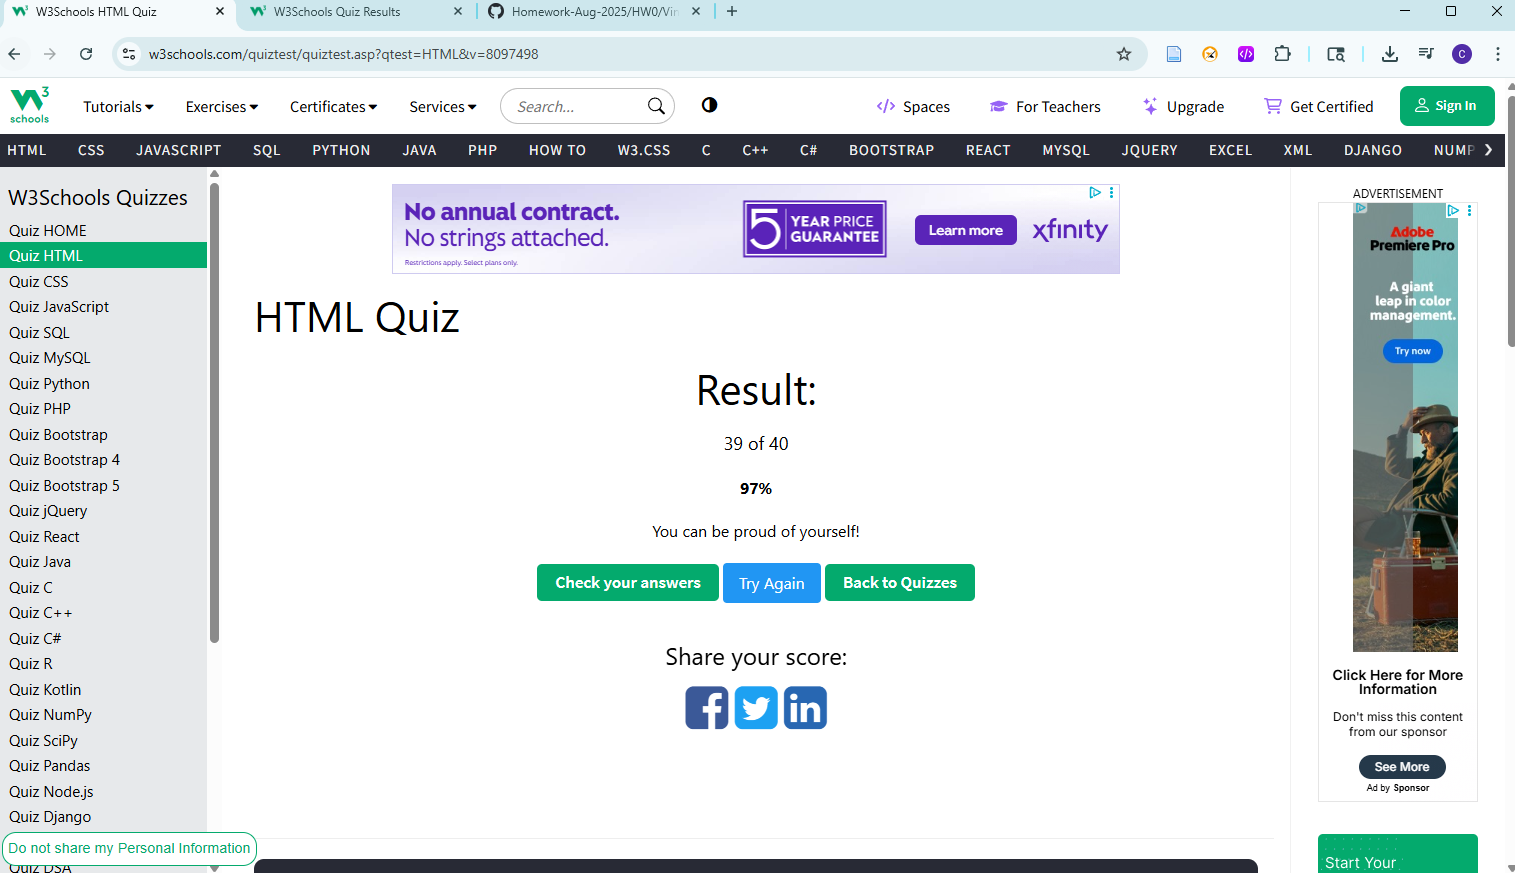 W3Schools HTML Quiz
W3Schools Quiz Results
Homework-Aug-2025/HW0/Vin
w3schools.com/quiztest/quiztest.asp?qtest=HTML&v=8097498
C
W3
schools
Tutorials
Exercises
Certificates
Services
Search...
Spaces
For Teachers
Upgrade
Get Certified
Sign In
HTML
CSS
JAVASCRIPT
SQL
PYTHON
JAVA
PHP
HOW TO
W3.CSS
C
C++
C#
BOOTSTRAP
REACT
MYSQL
JQUERY
EXCEL
XML
DJANGO
NUMP
W3Schools Quizzes
Quiz HOME
Quiz HTML
Quiz CSS
Quiz JavaScript
Quiz SQL
Quiz MySQL
Quiz Python
Quiz PHP
Quiz Bootstrap
Quiz Bootstrap 4
Quiz Bootstrap 5
Quiz jQuery
Quiz React
Quiz Java
Quiz C
Quiz C++
Quiz C#
Quiz R
Quiz Kotlin
Quiz NumPy
Quiz SciPy
Quiz Pandas
Quiz Node.js
Quiz Django
Do not share my Personal Information
Quiz DSA
No annual contract.
No strings attached.
Restrictions apply. Select plans only.
5 YEAR PRICE
GUARANTEE
Learn more
xfinity
HTML Quiz
Result:
39 of 40
97%
You can be proud of yourself!
Check your answers
Try Again
Back to Quizzes
Share your score:
ADVERTISEMENT
Adobe
Premiere Pro
A giant
leap in color
management.
Try now
Click Here for More
Information
Don't miss this content
from our sponsor
See More
Ad by Sponsor
Start Your